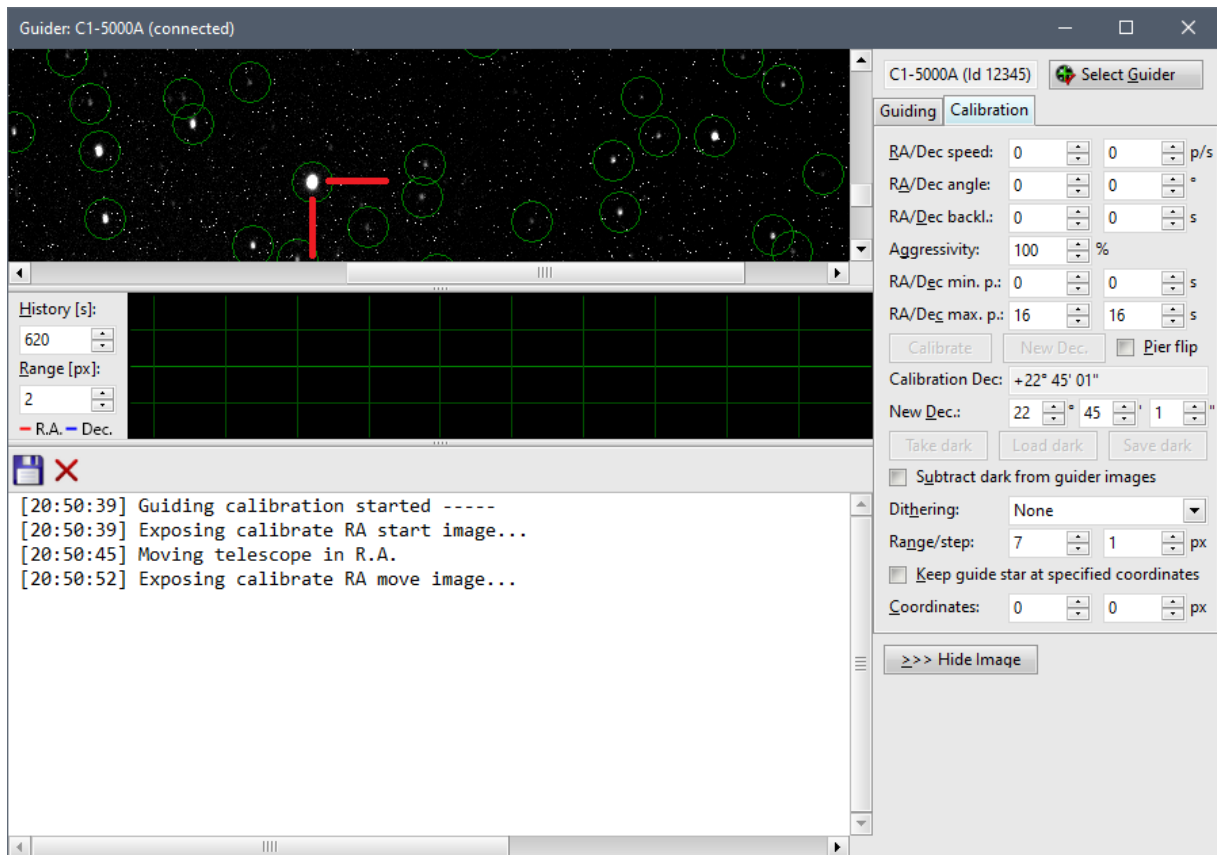 Guider: C1-5000A (connected)
C1-5000A (Id 12345) Select Guider
Guiding Calibration
RA/Dec speed: 0 0 p/s
RA/Dec angle: 0 0 °
RA/Dec backl.: 0 0 s
Aggressivity: 100 %
RA/Dec min. p.: 0 0 s
RA/Dec max. p.: 16 16 s
Calibrate New Dec. Pier flip
Calibration Dec: +22° 45' 01"
New Dec.: 22 ° 45 ' 1 "
Take dark Load dark Save dark
Subtract dark from guider images
Dithering: None
Range/step: 7 1 px
Keep guide star at specified coordinates
Coordinates: 0 0 px
>>> Hide Image
History [s]:
620
Range [px]:
2
R.A. Dec.
[20:50:39] Guiding calibration started -----
[20:50:39] Exposing calibrate RA start image...
[20:50:45] Moving telescope in R.A.
[20:50:52] Exposing calibrate RA move image...